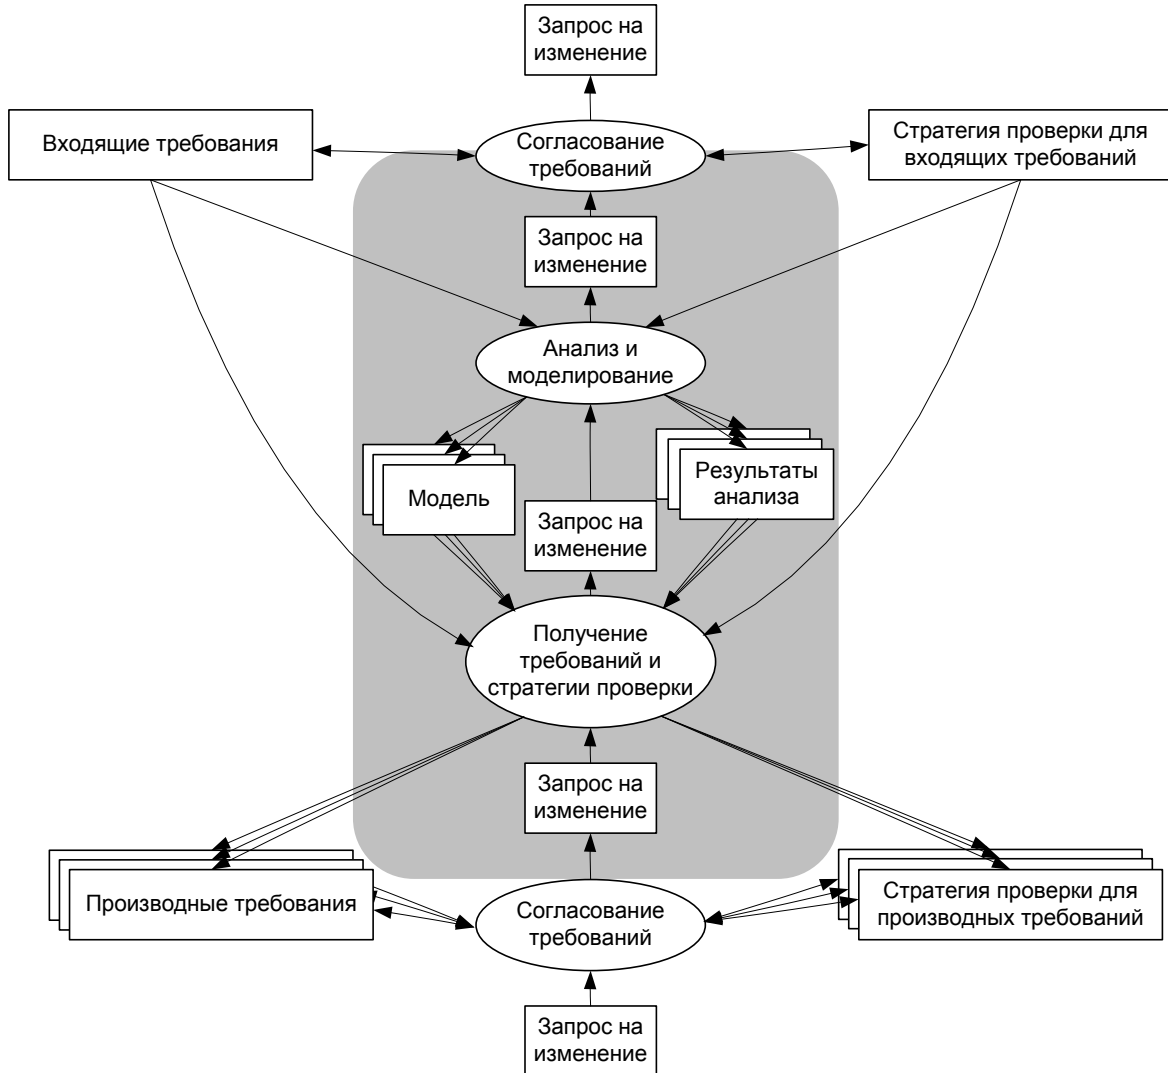 Запрос на
изменение
Входящие требования
Согласование
требований
Стратегия проверки для
входящих требований
Запрос на
изменение
Анализ и
моделирование
Модель
Результаты
анализа
Запрос на
изменение
Получение
требований и
стратегии проверки
Запрос на
изменение
Производные требования
Согласование
требований
Стратегия проверки для
производных требований
Запрос на
изменение